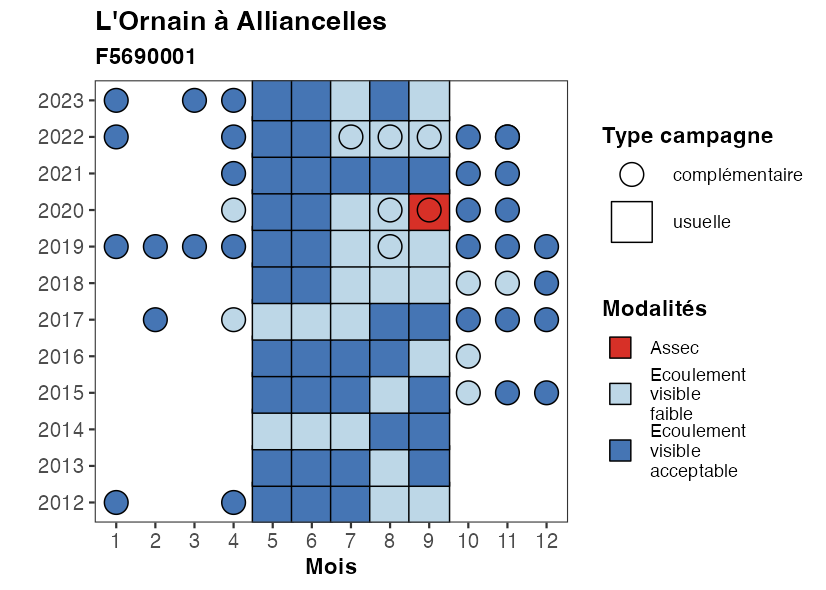 L'Ornain à Alliancelles
F5690001
2023
2022
2021
2020
2019
2018
2017
2016
2015
2014
2013
2012
1 2 3 4 5 6 7 8 9 10 11 12
Mois
Type campagne
complémentaire
usuelle
Modalités
Assec
Ecoulement
visible
faible
Ecoulement
visible
acceptable